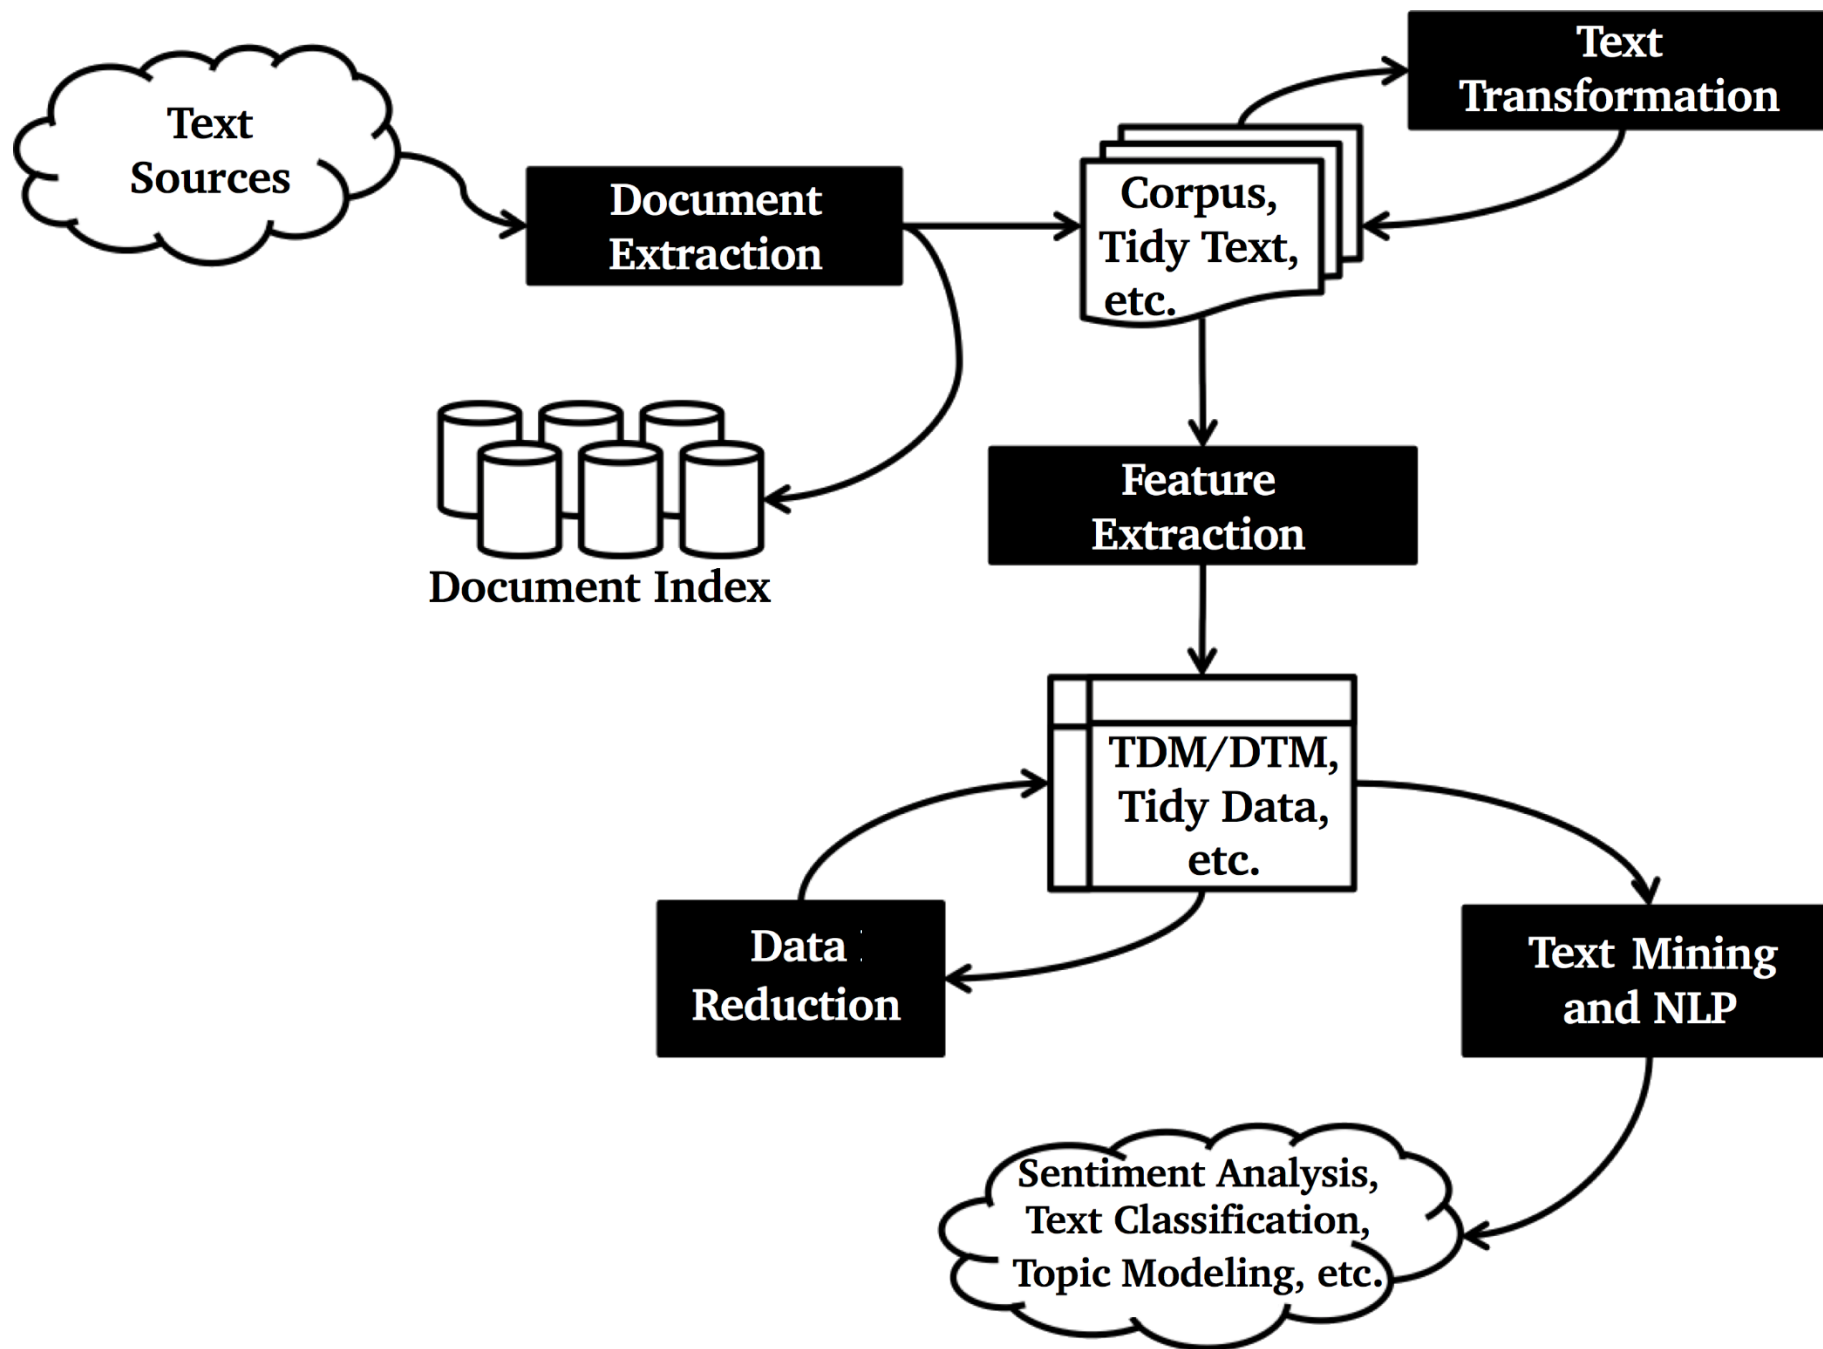 Text
Sources
Document
Extraction
Text
Transformation
Corpus,
Tidy Text,
etc.
Document Index
Feature
Extraction
TDM/DTM,
Tidy Data,
etc.
Data
Reduction
Text Mining
and NLP
Sentiment Analysis,
Text Classification,
Topic Modeling, etc.